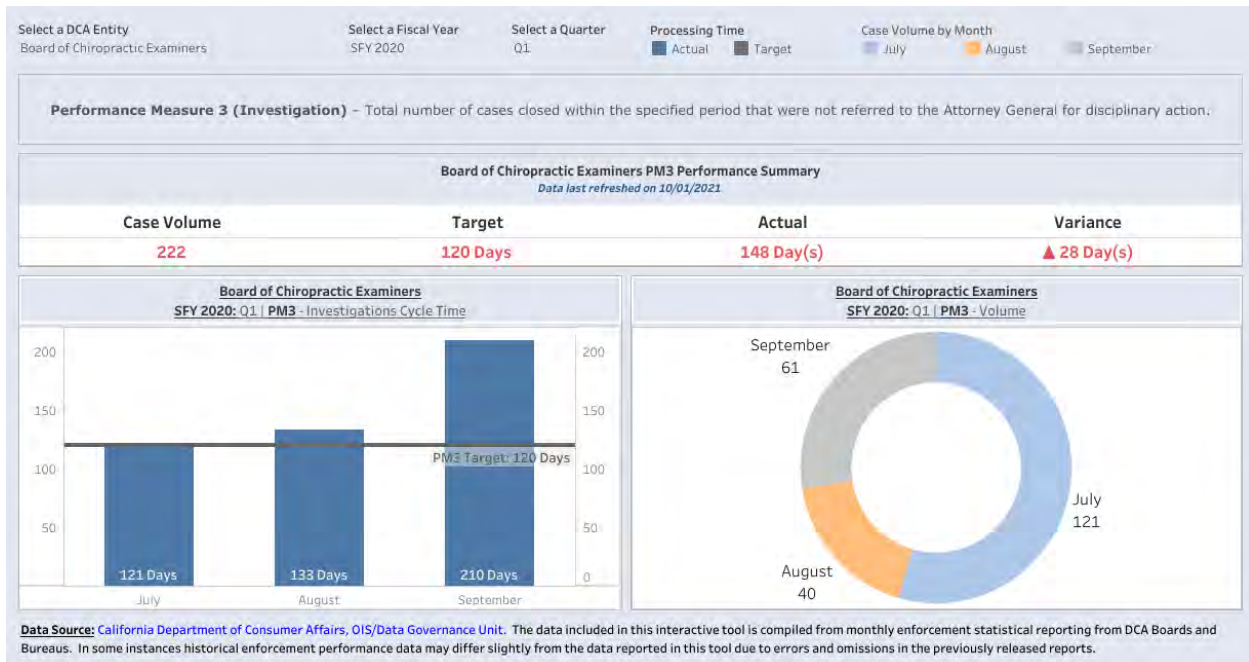 Select a DCA Entity
Board of Chiropractic Examiners
Select a Fiscal Year
SFY 2020
Select a Quarter
Q1
Processing Time
Actual
Target
Case Volume by Month
July
August
September
Performance Measure 3 (Investigation) – Total number of cases closed within the specified period that were not referred to the Attorney General for disciplinary action.
Board of Chiropractic Examiners PM3 Performance Summary
Data last refreshed on 10/01/2021
Case Volume Target Actual Variance
222 120 Days 148 Day(s) ▲ 28 Day(s)
Board of Chiropractic Examiners
SFY 2020: Q1 | PM3 - Investigations Cycle Time
200 200
150 150
PM3 Target: 120 Days
100 100
50 50
121 Days 133 Days 210 Days
0
July August September
Board of Chiropractic Examiners
SFY 2020: Q1 | PM3 - Volume
September
61
July
121
August
40
Data Source: California Department of Consumer Affairs, OIS/Data Governance Unit. The data included in this interactive tool is compiled from monthly enforcement statistical reporting from DCA Boards and
Bureaus. In some instances historical enforcement performance data may differ slightly from the data reported in this tool due to errors and omissions in the previously released reports.